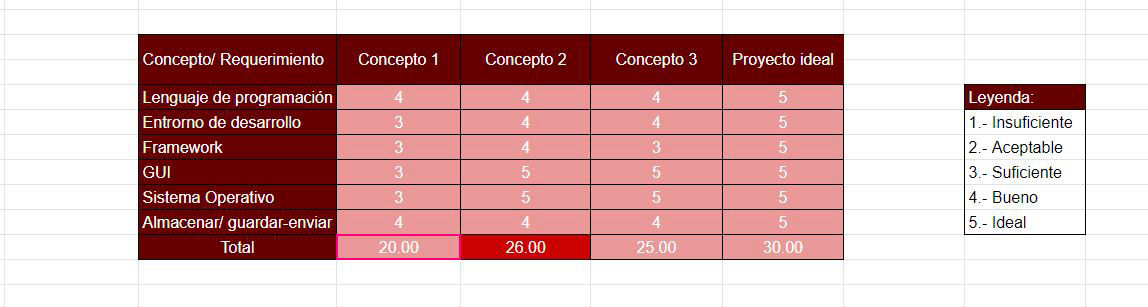 Concepto/ Requerimiento Concepto 1 Concepto 2 Concepto 3 Proyecto ideal
Lenguaje de programación 4 4 4 5 Leyenda:
Entrorno de desarrollo 3 4 4 5 1.- Insuficiente
Framework 3 4 3 5 2.- Aceptable
GUI 3 5 5 5 3.- Suficiente
Sistema Operativo 3 5 5 5 4.- Bueno
Almacenar/ guardar-enviar 4 4 4 5 5.- Ideal
Total 20.00 26.00 25.00 30.00